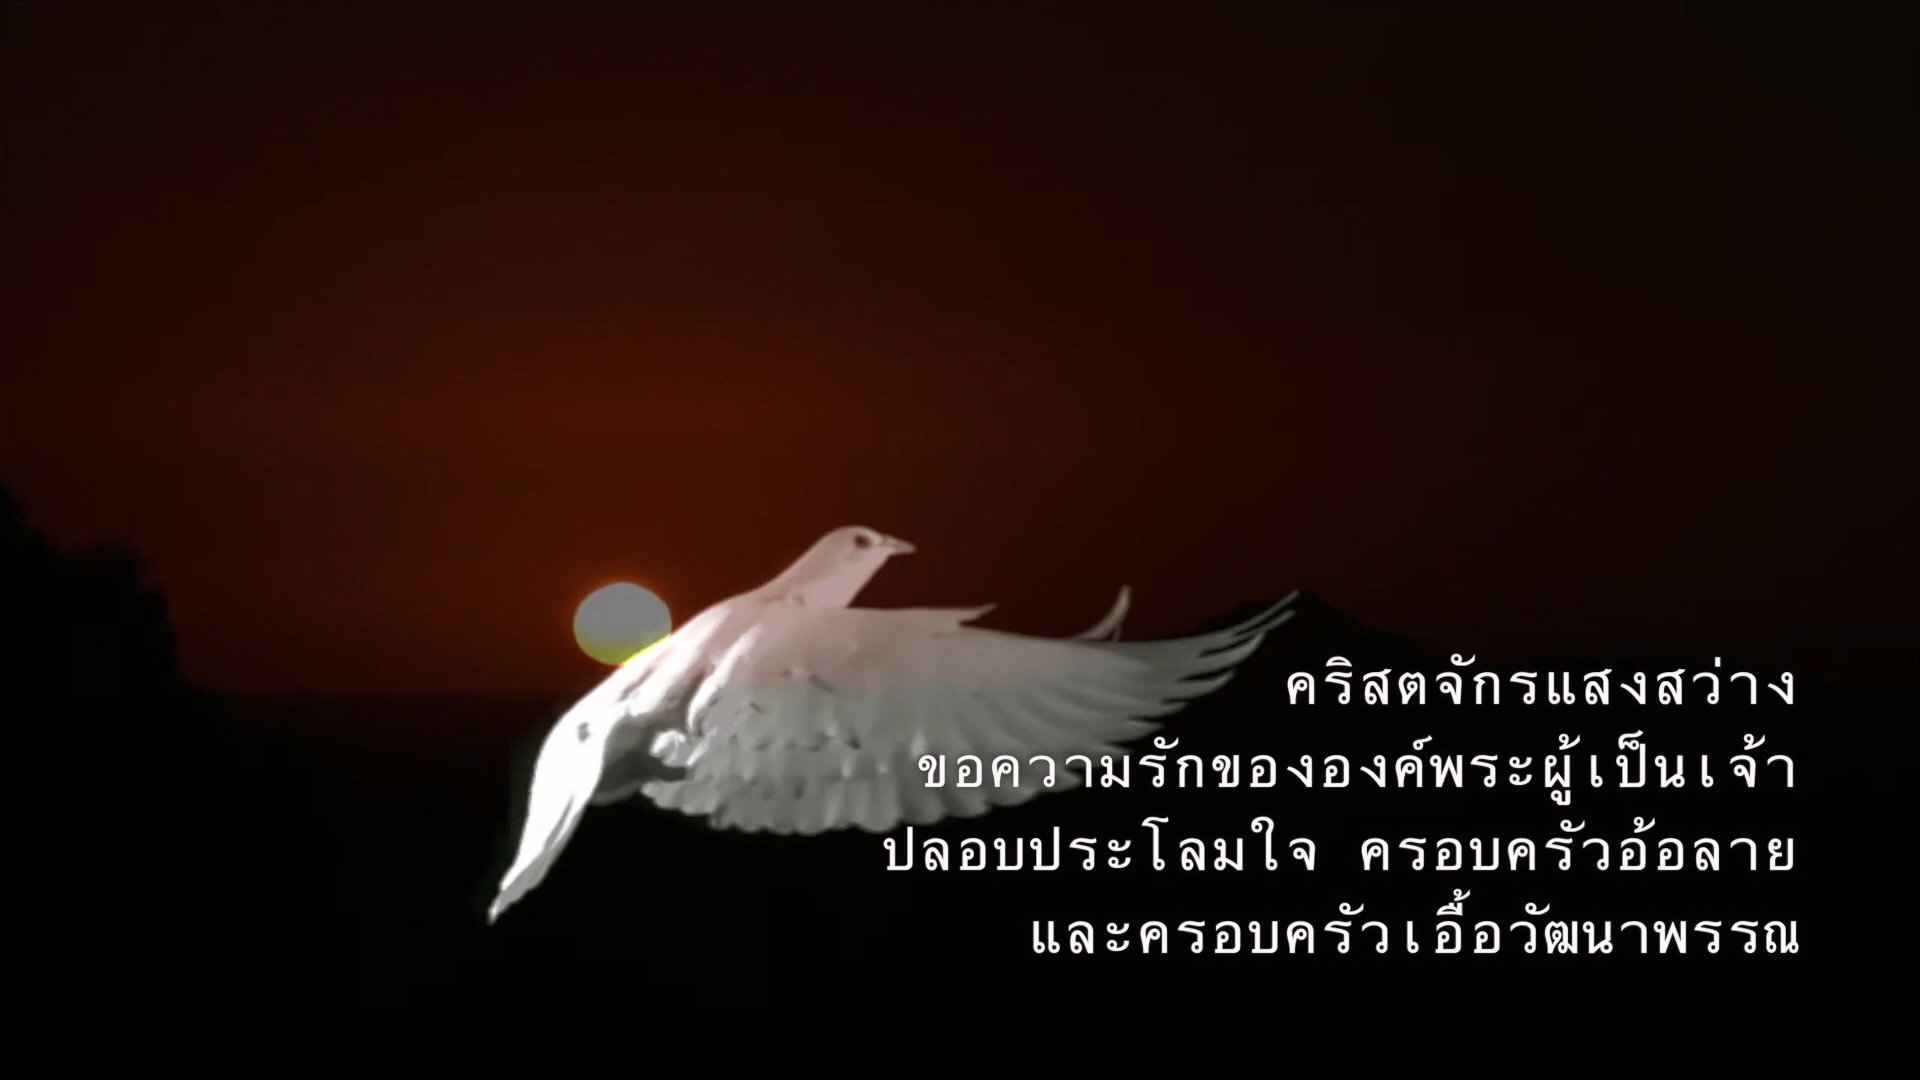 คริสตจักรแสงสว่าง
ขอความรักขององค์พระผู้เป็นเจ้า
ปลอบประโลมใจ ครอบครัวอ้อลาย
และครอบครัวเอื้อวัฒนาพรรณ